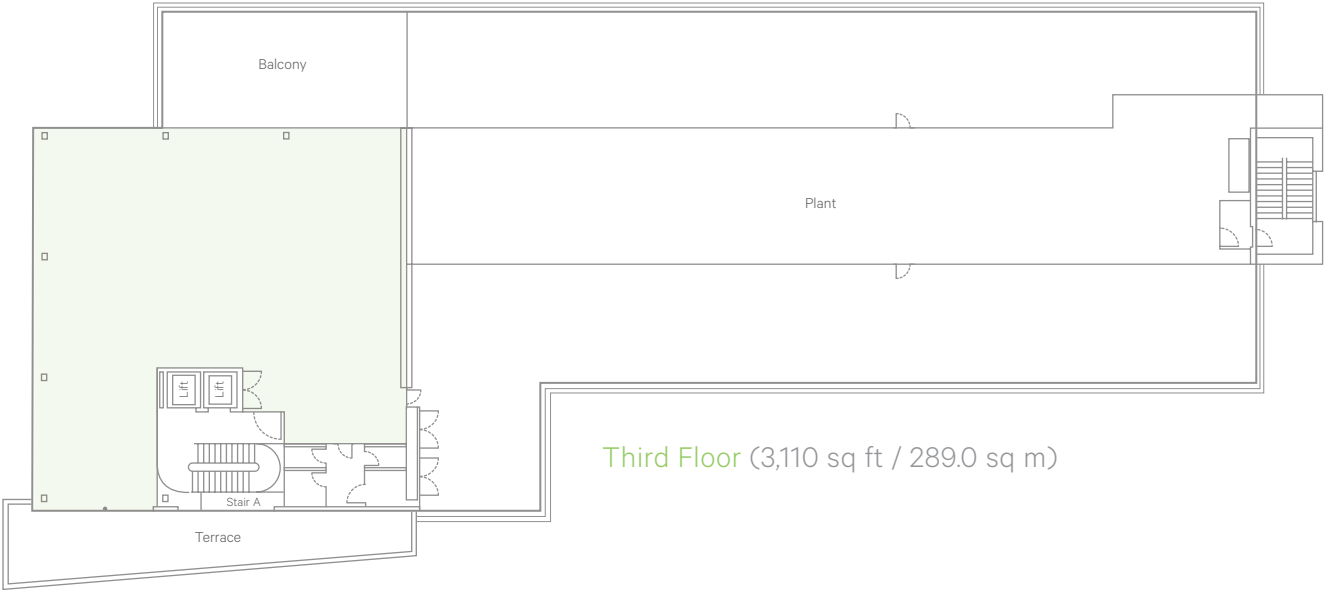 Balcony
Plant
Lift
Lift
Third Floor (3,110 sq ft / 289.0 sq m)
Stair A
Terrace